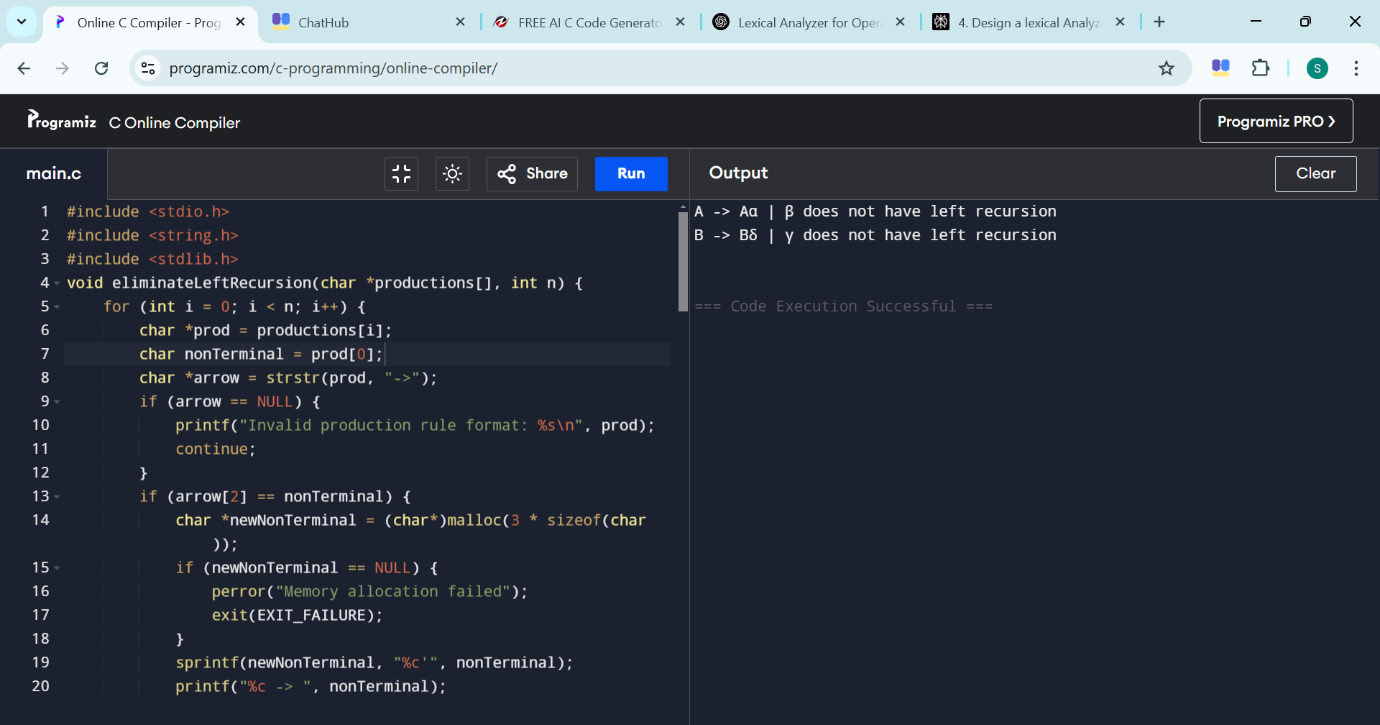 Online C Compiler - Prog
ChatHub
FREE AI C Code Generato
Lexical Analyzer for Oper
4. Design a lexical Analyz
programiz.com/c-programming/online-compiler/
S
Programiz C Online Compiler
Programiz PRO
main.c
Share
Run
Output
Clear
1 #include <stdio.h>
2 #include <string.h>
3 #include <stdlib.h>
4 void eliminateLeftRecursion(char *productions[], int n) {
5 for (int i = 0; i < n; i++) {
6 char *prod = productions[i];
7 char nonTerminal = prod[0];
8 char *arrow = strstr(prod, "->");
9 if (arrow == NULL) {
10 printf("Invalid production rule format: %s\n", prod);
11 continue;
12 }
13 if (arrow[2] == nonTerminal) {
14 char *newNonTerminal = (char*)malloc(3 * sizeof(char
));
15 if (newNonTerminal == NULL) {
16 perror("Memory allocation failed");
17 exit(EXIT_FAILURE);
18 }
19 sprintf(newNonTerminal, "%c'", nonTerminal);
20 printf("%c -> ", nonTerminal);
A -> Aα | β does not have left recursion
B -> Bδ | γ does not have left recursion
=== Code Execution Successful ===